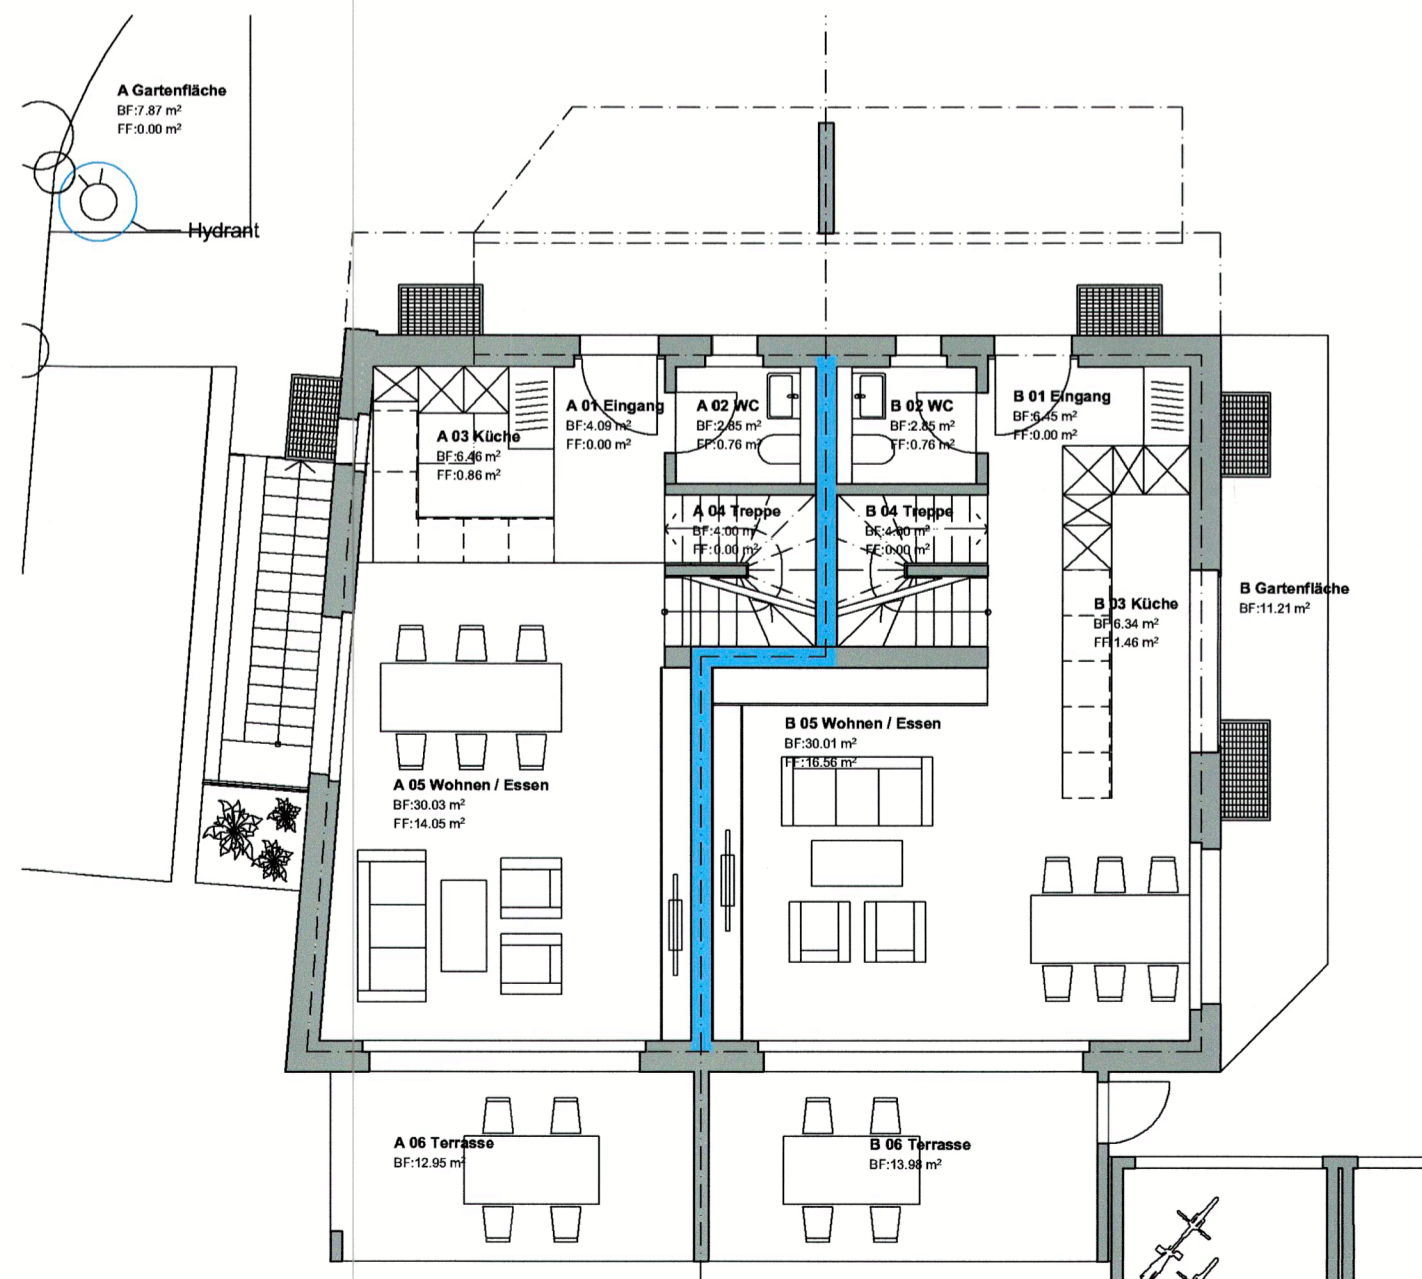 A Gartenfläche
BF:7.87 m²
FF:0.00 m²
Hydrant
A 01 Eingang
BF:4.09 m²
FF:0.00 m²
A 02 WC
BF:2.85 m²
FF:0.76 m²
B 02 WC
BF:2.85 m²
FF:0.76 m²
B 01 Eingang
BF:6.45 m²
FF:0.00 m²
A 03 Küche
BF:6.46 m²
FF:0.86 m²
A 04 Treppe
BF:4.00 m²
FF:0.00 m²
B 04 Treppe
BF:4.00 m²
FF:0.00 m²
B 03 Küche
BF:6.34 m²
FF:1.46 m²
B Gartenfläche
BF:11.21 m²
B 05 Wohnen / Essen
BF:30.01 m²
FF:16.56 m²
A 05 Wohnen / Essen
BF:30.03 m²
FF:14.05 m²
A 06 Terrasse
BF:12.95 m²
B 06 Terrasse
BF:13.98 m²